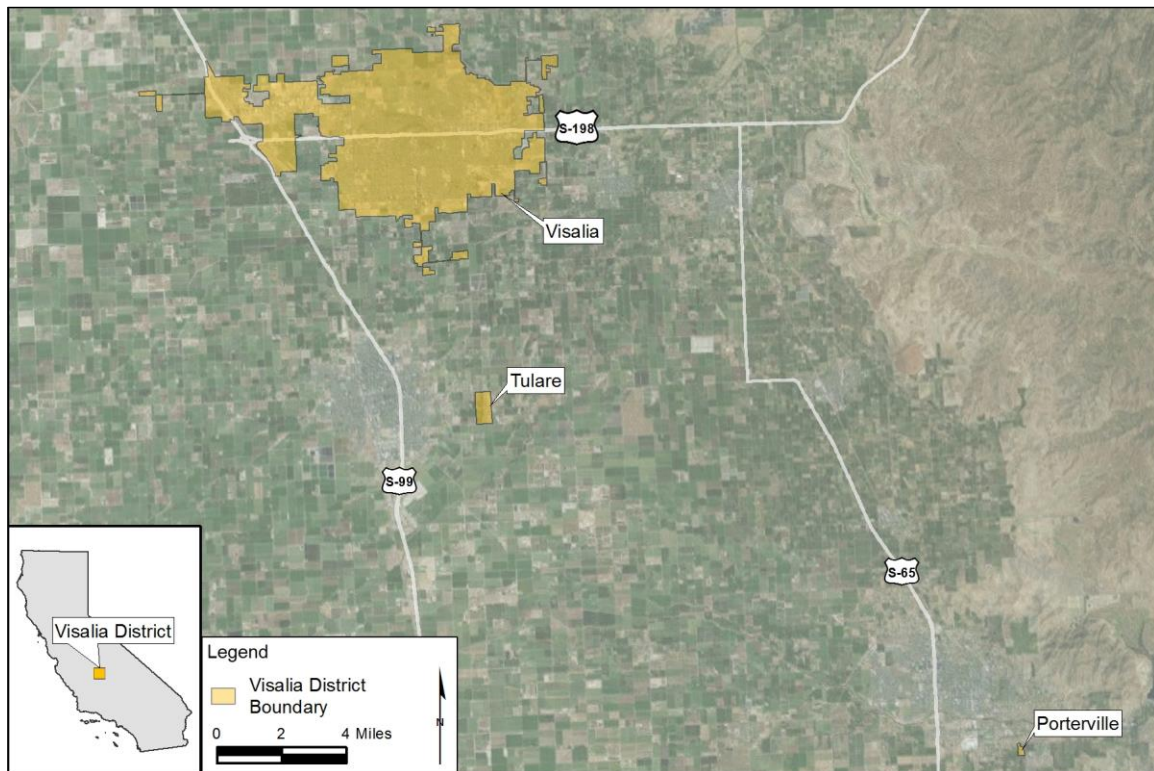 S-198
Visalia
Tulare
S-99
S-65
Porterville
Visalia District
Legend
Visalia District
Boundary
0 2 4 Miles
N